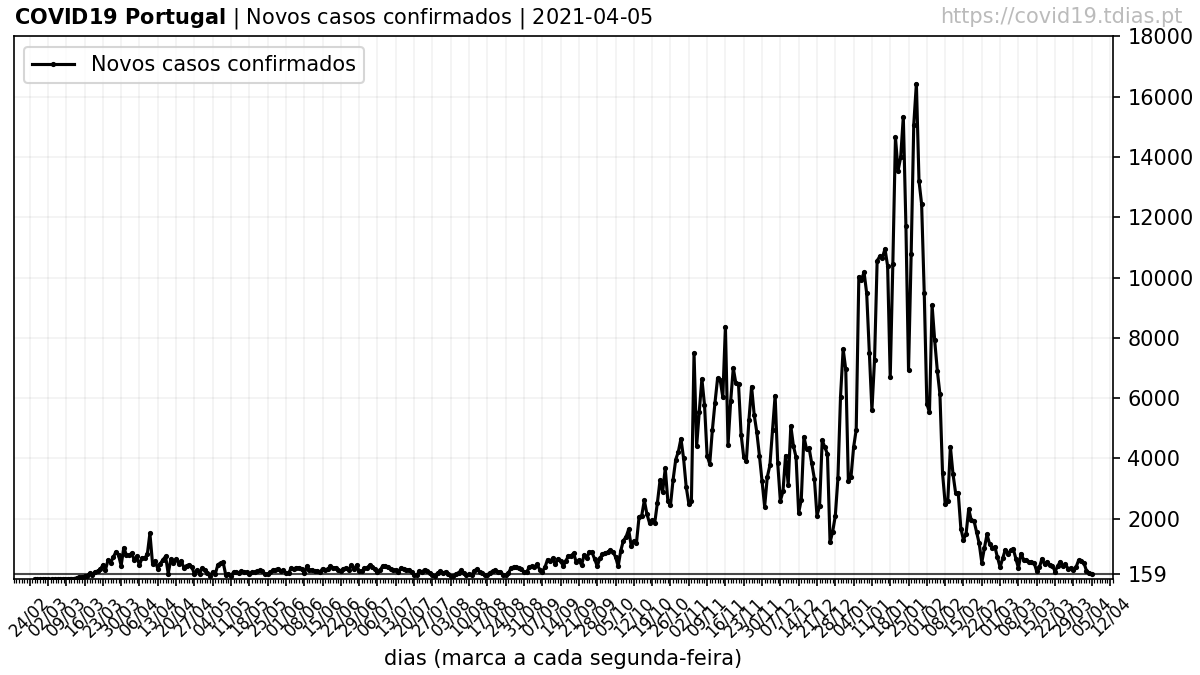 COVID19 Portugal | Novos casos confirmados | 2021-04-05
https://covid19.tdias.pt
Novos casos confirmados
18000
16000
14000
12000
10000
8000
6000
4000
2000
159
24/02 02/03 09/03 16/03 23/03 30/03 06/04 13/04 20/04 27/04 04/05 11/05 18/05 25/05 01/06 08/06 15/06 22/06 29/06 06/07 13/07 20/07 27/07 03/08 10/08 17/08 24/08 31/08 07/09 14/09 21/09 28/09 05/10 12/10 19/10 26/10 02/11 09/11 16/11 23/11 30/11 07/12 14/12 21/12 28/12 04/01 11/01 18/01 25/01 01/02 08/02 15/02 22/02 01/03 08/03 15/03 22/03 29/03 05/04 12/04
dias (marca a cada segunda-feira)